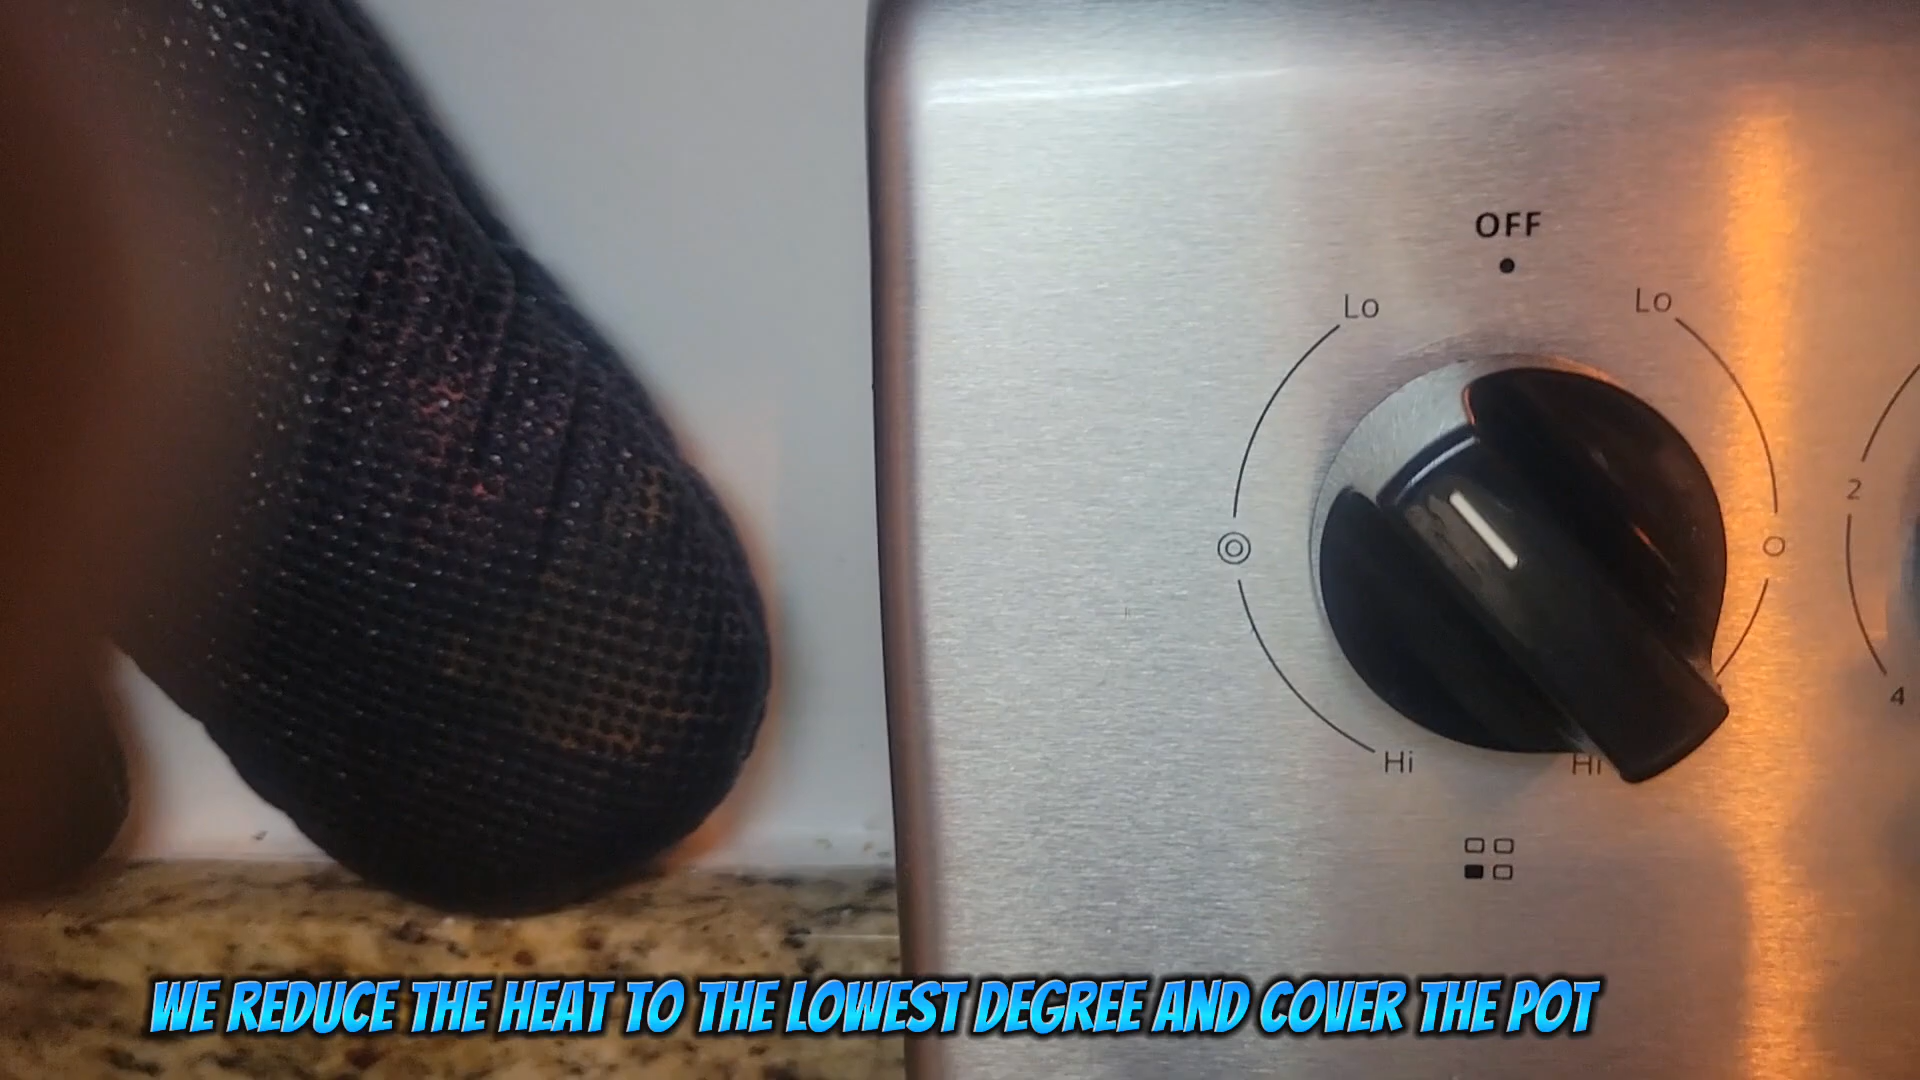 OFF
Lo Lo
2
4
Hi Hi
WE REDUCE THE HEAT TO THE LOWEST DEGREE AND COVER THE POT